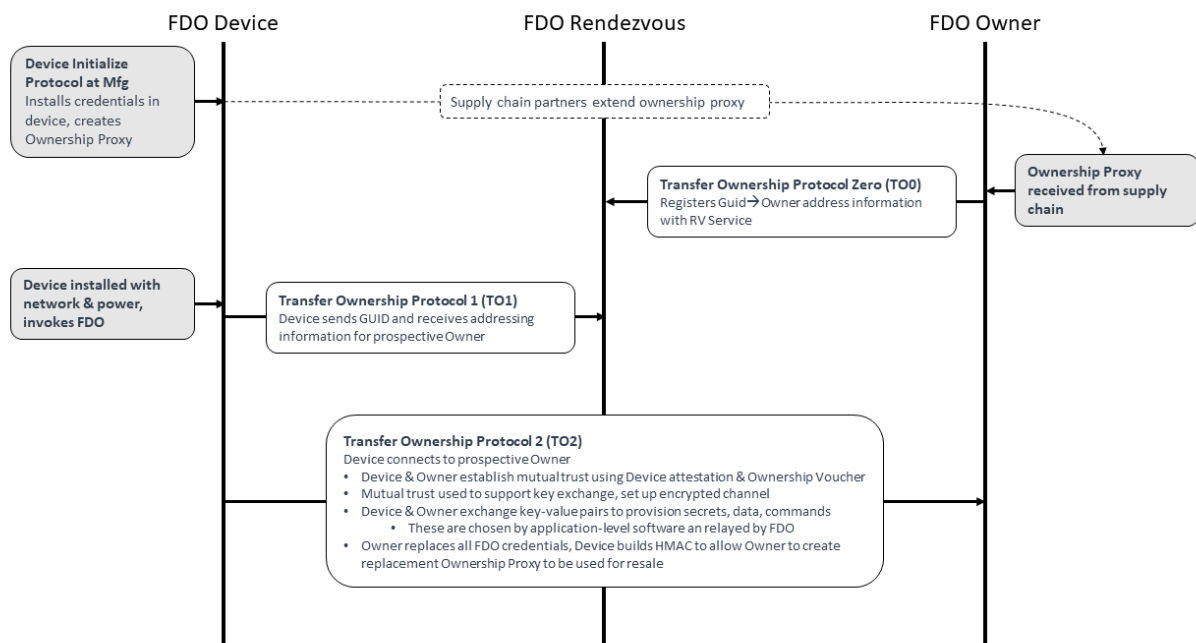 FDO Device
FDO Rendezvous
FDO Owner
Device Initialize
Protocol at Mfg
Installs credentials in
device, creates
Ownership Proxy
Supply chain partners extend ownership proxy
Transfer Ownership Protocol Zero (TO0)
Registers Guid→Owner address information
with RV Service
Ownership Proxy
received from supply
chain
Device installed with
network & power,
invokes FDO
Transfer Ownership Protocol 1 (TO1)
Device sends GUID and receives addressing
information for prospective Owner
Transfer Ownership Protocol 2 (TO2)
Device connects to prospective Owner
• Device & Owner establish mutual trust using Device attestation & Ownership Voucher
• Mutual trust used to support key exchange, set up encrypted channel
• Device & Owner exchange key-value pairs to provision secrets, data, commands
• These are chosen by application-level software an relayed by FDO
• Owner replaces all FDO credentials, Device builds HMAC to allow Owner to create
replacement Ownership Proxy to be used for resale